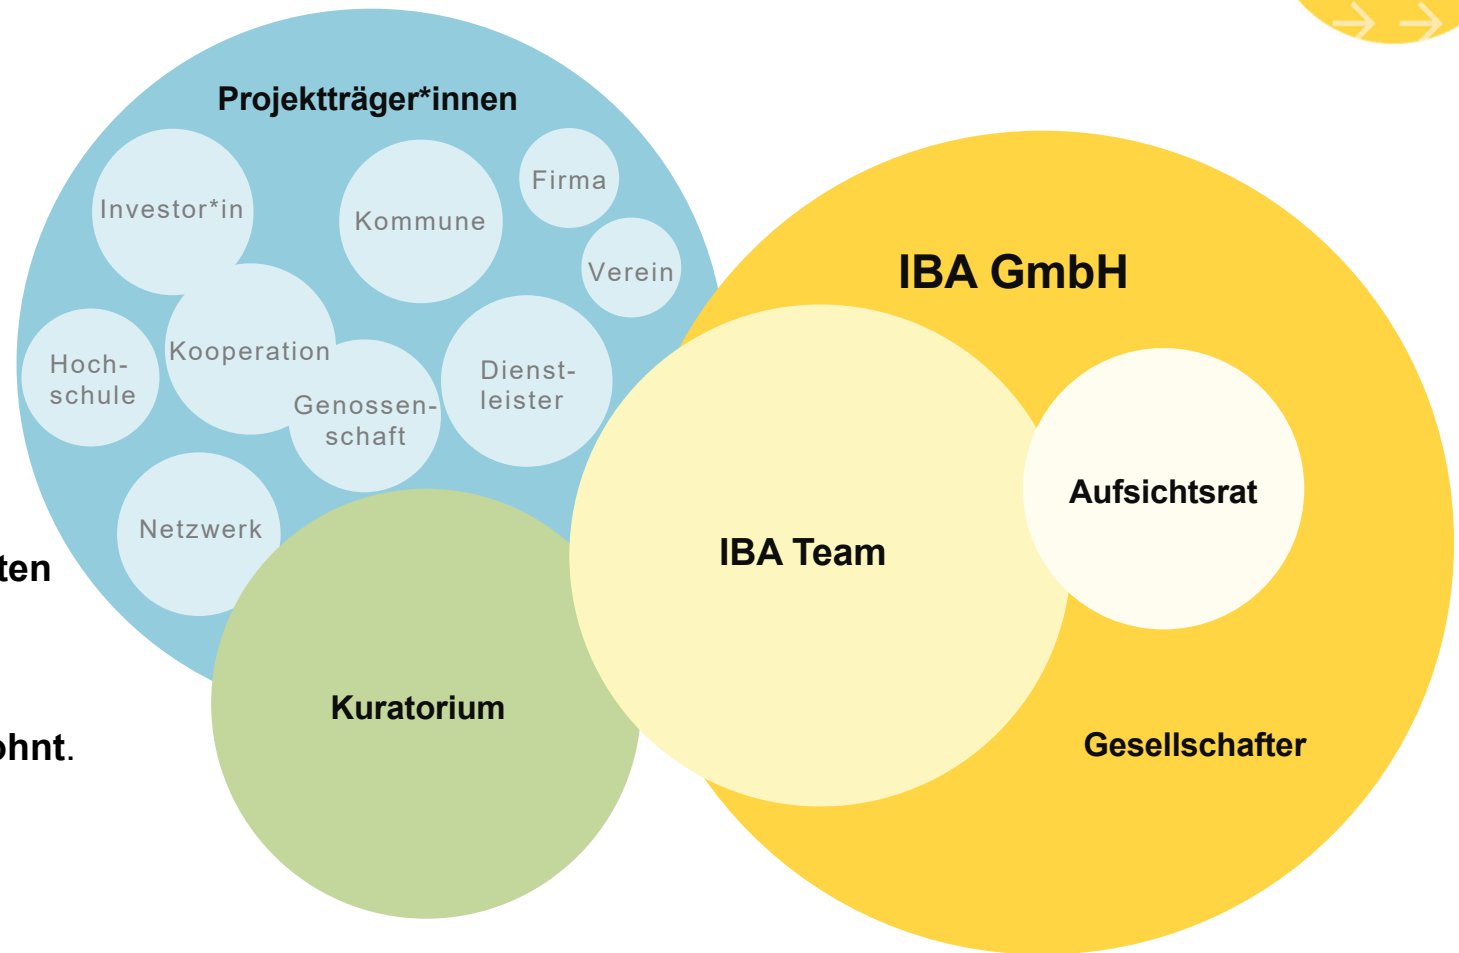 Projektträger*innen
Firma
Investor*in
Kommune
Verein
IBA GmbH
Hoch-
schule
Kooperation
Genossen-
schaft
Dienst-
leister
Netzwerk
Aufsichtsrat
IBA Team
ten
Kuratorium
Gesellschafter
ohnt.